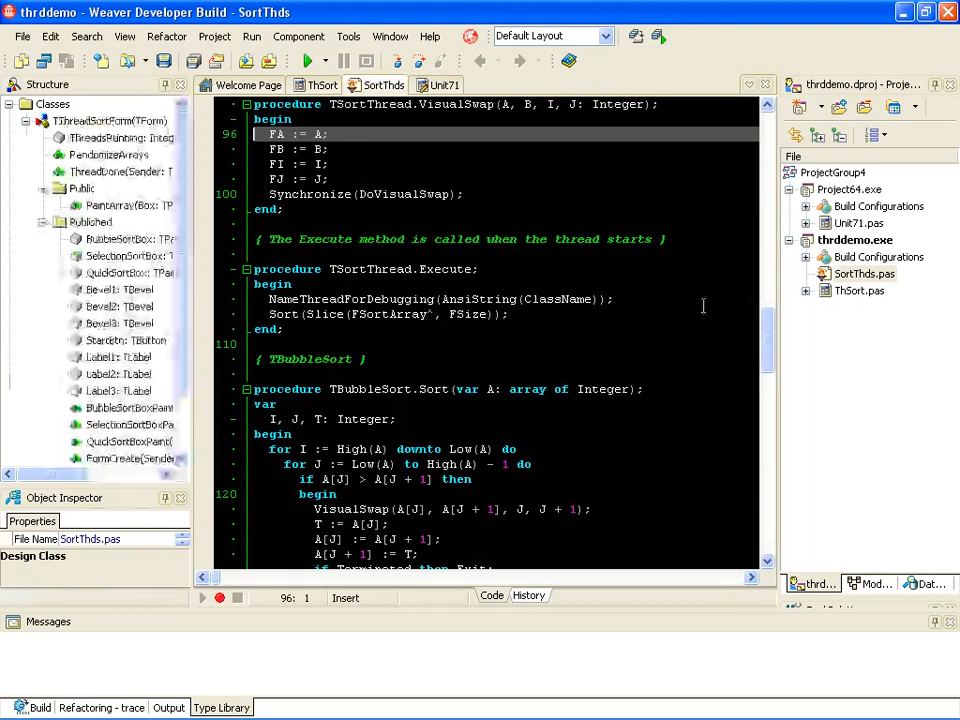 thrddemo - Weaver Developer Build - SortThds
File Edit Search View Refactor Project Run Component Tools Window Help Default Layout
Structure
Welcome Page ThSort SortThds Unit71
thrddemo.dproj - Proje...
Classes
TThreadSortForm(TForm)
ThreadsRunning: Integ
RandomizeArrays
ThreadDone(Sender: T
Public
PaintArray(Box: TP
Published
BubbleSortBox: TPa
SelectionSortBox: T
QuickSortBox: TPa
Bevel1: TBevel
Bevel2: TBevel
Bevel3: TBevel
StartBtn: TButton
Label1: TLabel
Label2: TLabel
Label3: TLabel
BubbleSortBoxPaint
SelectionSortBoxPa
QuickSortBoxPaint(
FormCreate(Sender
procedure TSortThread.VisualSwap(A, B, I, J: Integer);
begin
96 FA := A;
FB := B;
FI := I;
FJ := J;
100 Synchronize(DoVisualSwap);
end;
{ The Execute method is called when the thread starts }
procedure TSortThread.Execute;
begin
NameThreadForDebugging(AnsiString(ClassName));
Sort(Slice(FSortArray^, FSize));
end;
110
{ TBubbleSort }
procedure TBubbleSort.Sort(var A: array of Integer);
var
I, J, T: Integer;
begin
for I := High(A) downto Low(A) do
for J := Low(A) to High(A) - 1 do
if A[J] > A[J + 1] then
120 begin
VisualSwap(A[J], A[J + 1], J, J + 1);
T := A[J];
A[J] := A[J + 1];
A[J + 1] := T;
if Terminated then Exit;
File
ProjectGroup4
Project64.exe
Build Configurations
Unit71.pas
thrddemo.exe
Build Configurations
SortThds.pas
ThSort.pas
Object Inspector
Properties
File Name SortThds.pas
Design Class
96: 1 Insert
Code History
thrd... Mod... Dat...
Messages
Build Refactoring - trace Output Type Library